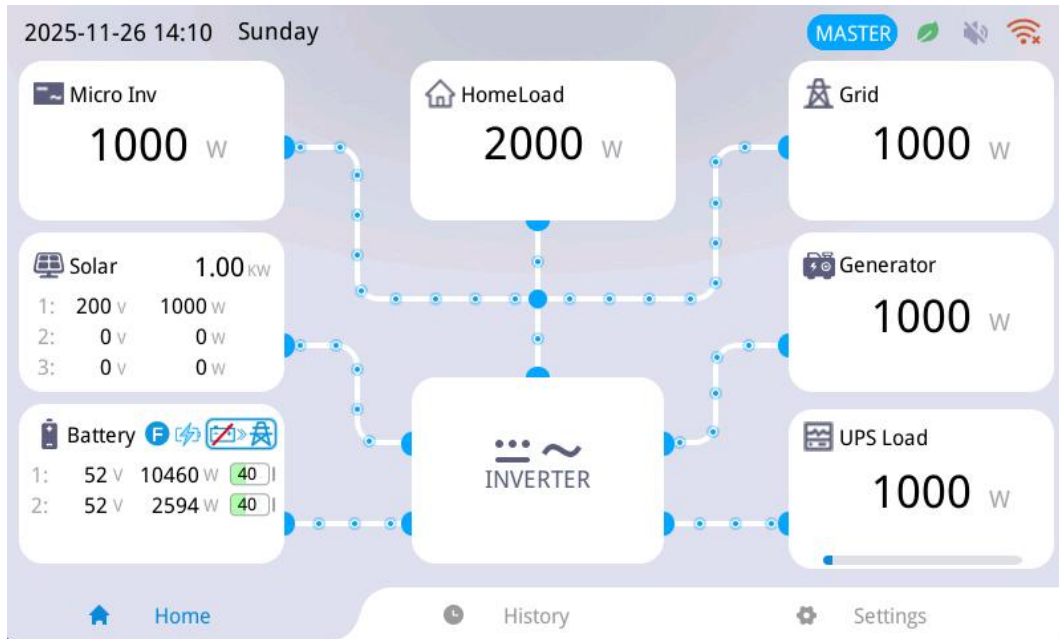 2025-11-26 14:10 Sunday
MASTER
Micro Inv
1000 W
HomeLoad
2000 W
Grid
1000 W
Solar 1.00 KW
1: 200 V 1000 W
2: 0 V 0 W
3: 0 V 0 W
Generator
1000 W
Battery F
1: 52 V 10460 W 40
2: 52 V 2594 W 40
INVERTER
UPS Load
1000 W
Home
History
Settings